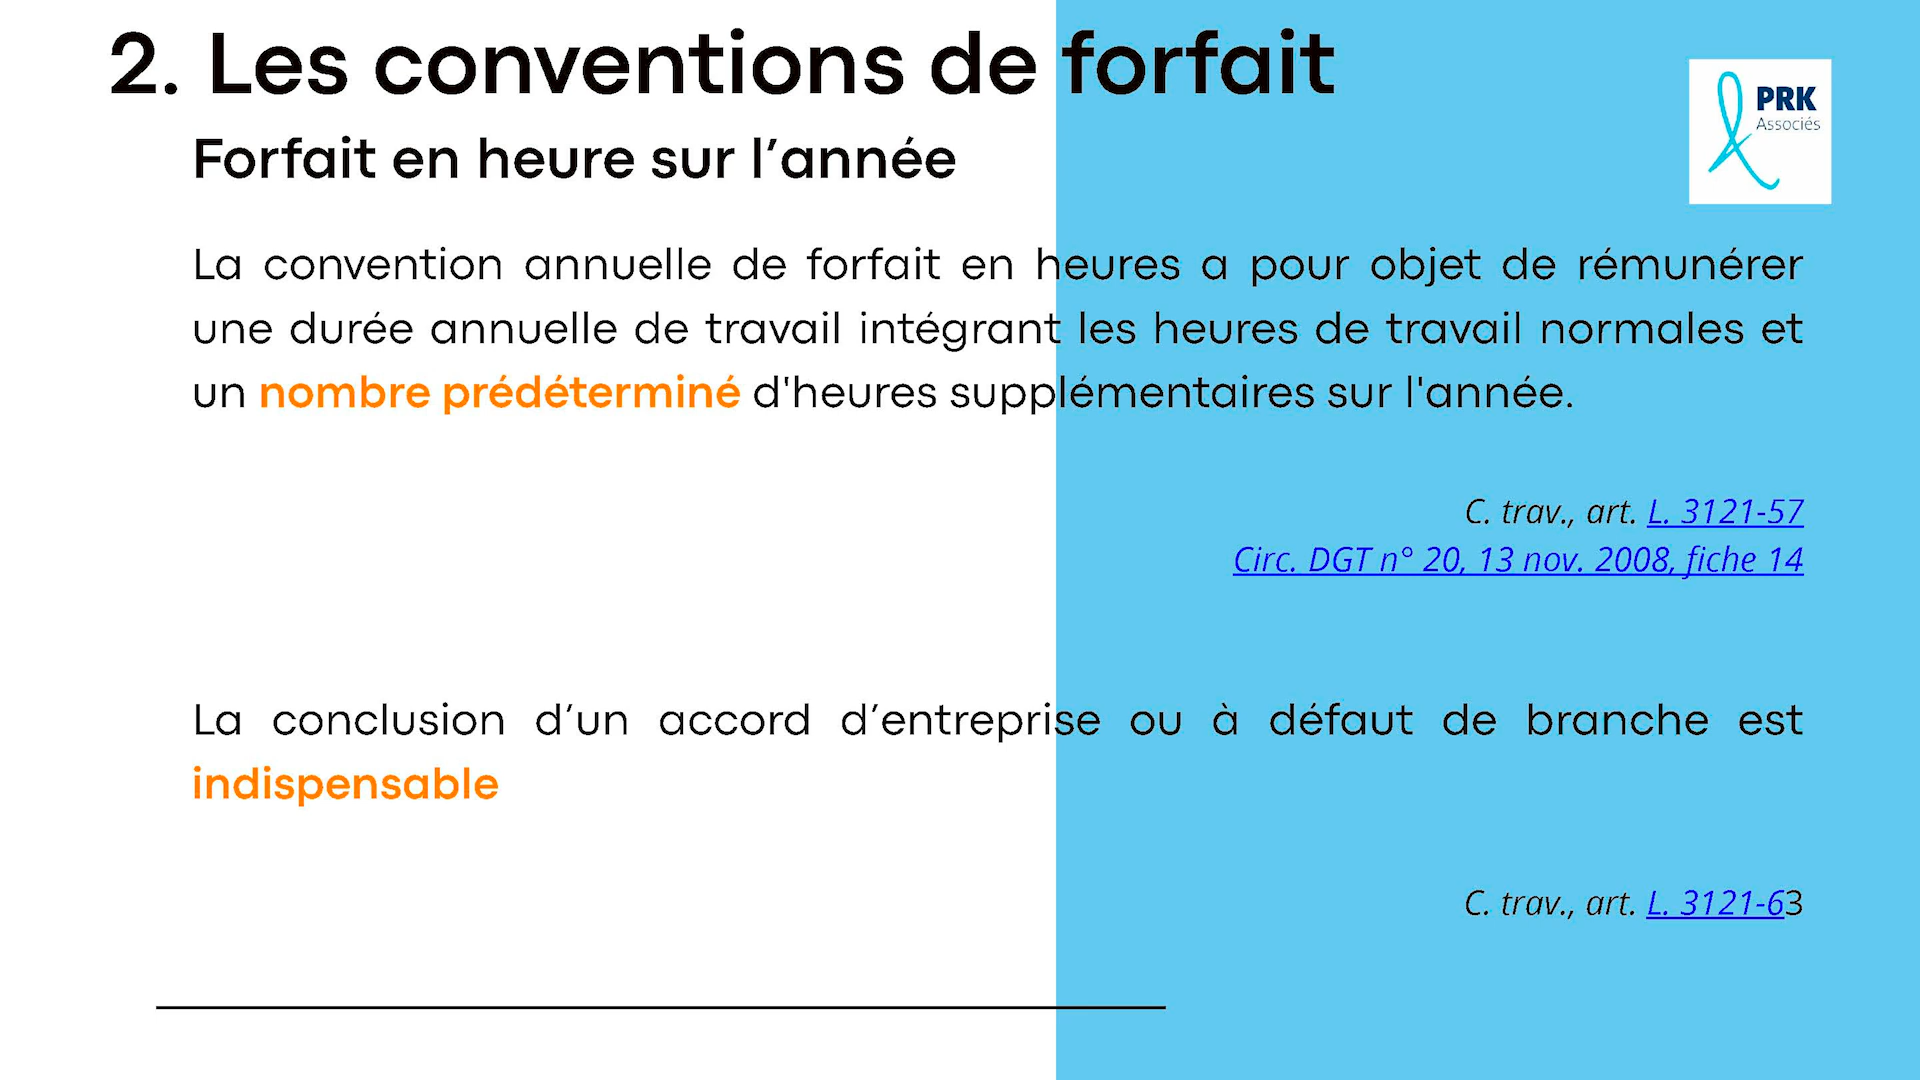 2. Les conventions de forfait
PRK
Associés
Forfait en heure sur l’année
La convention annuelle de forfait en heures a pour objet de rémunérer
une durée annuelle de travail intégrant les heures de travail normales et
un nombre prédéterminé d'heures supplémentaires sur l'année.
C. trav., art. L. 3121-57
Circ. DGT n° 20, 13 nov. 2008, fiche 14
La conclusion d’un accord d’entreprise ou à défaut de branche est
indispensable
C. trav., art. L. 3121-63